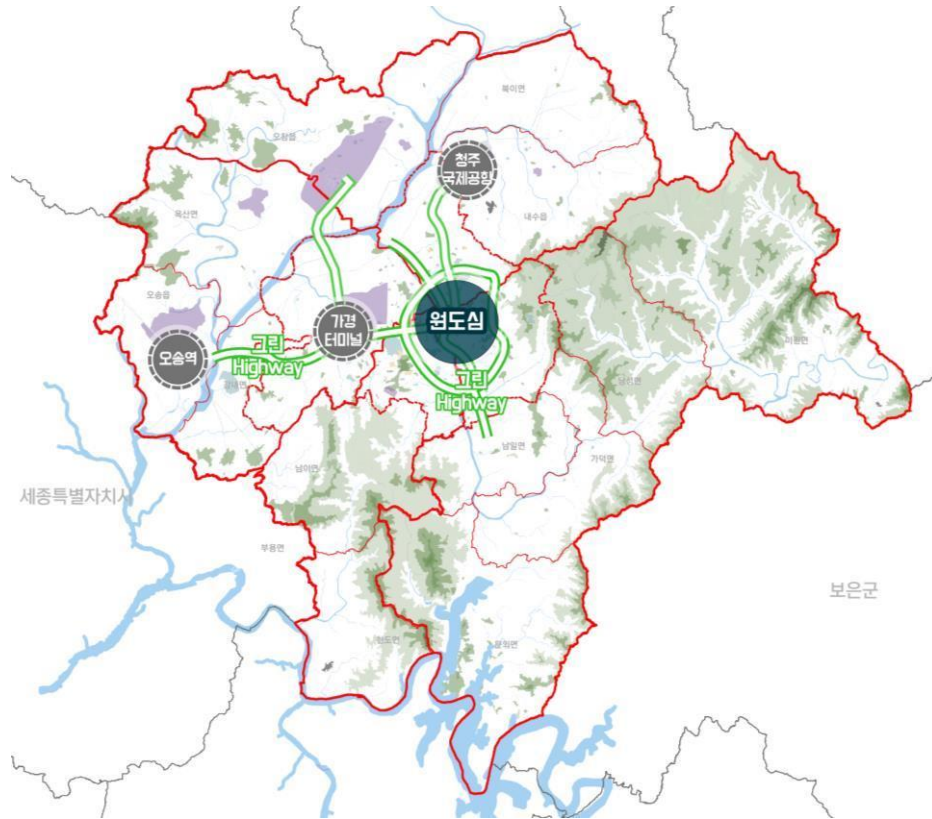 북이면
오창읍
청주
국제공항
옥산면
내수읍
오송읍
가경
터미널
원도심
오송역
그린
Highway
미원면
강내면
낭성면
그린
Highway
남일면
가덕면
남이면
세종특별자치시
부용면
보은군
현도면
문의면